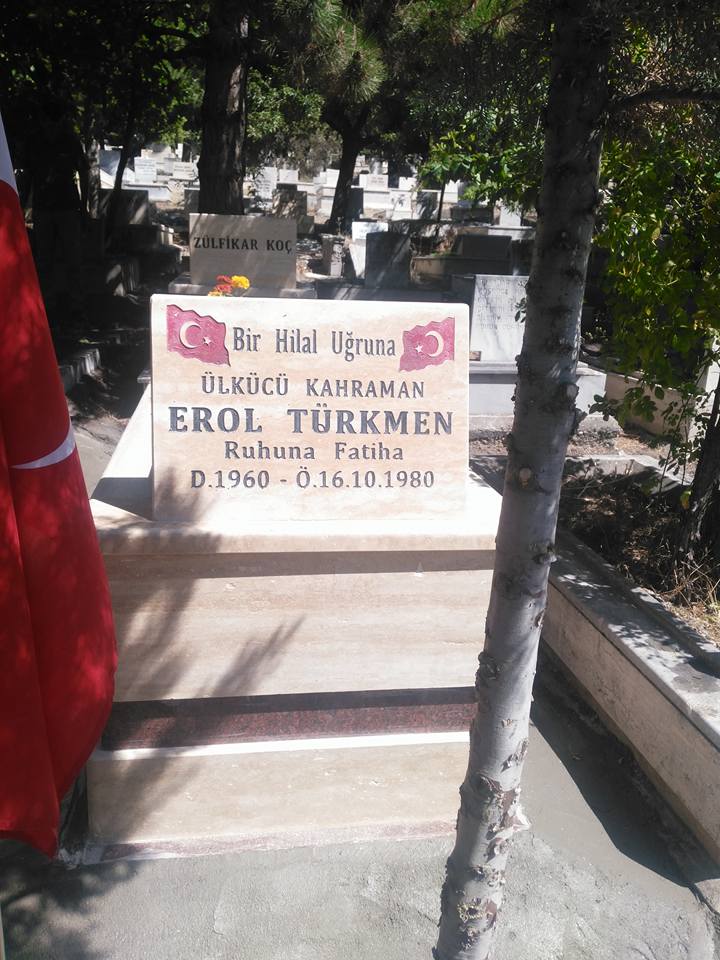 ZÜLFİKAR KOÇ
Bir Hilal Uğruna
ÜLKÜCÜ KAHRAMAN
EROL TÜRKMEN
Ruhuna Fatiha
D.1960 - Ö.16.10.1980